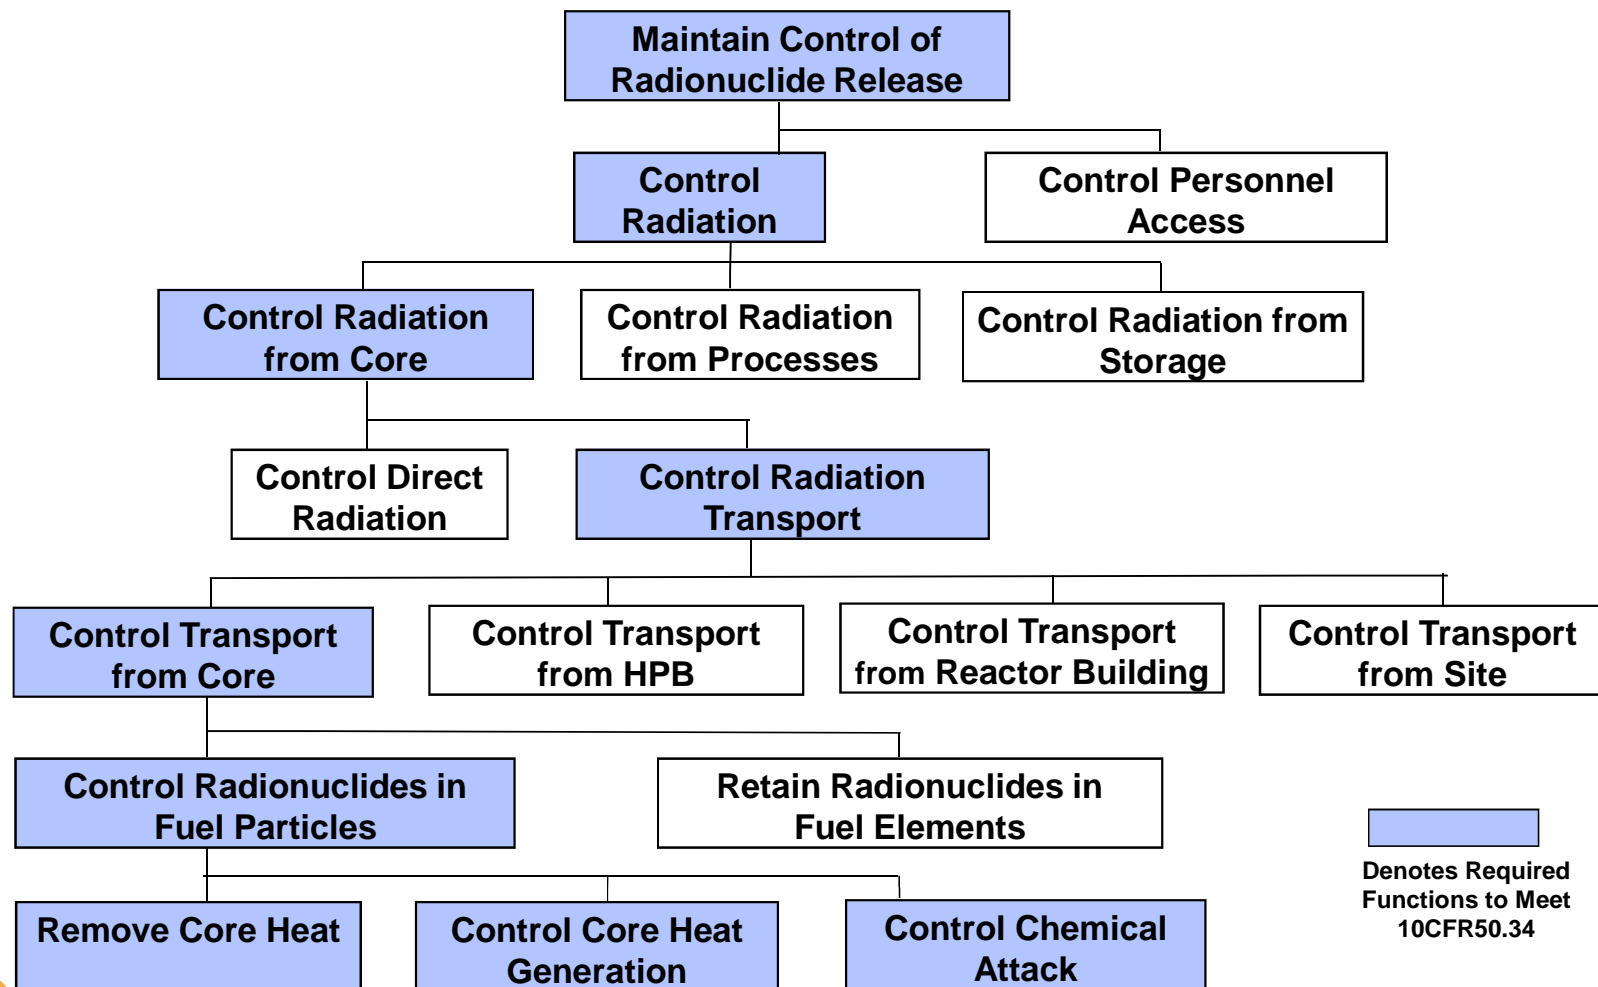 Maintain Control of
Radionuclide Release
Control
Radiation
Control Personnel
Access
Control Radiation
from Core
Control Radiation
from Processes
Control Radiation from
Storage
Control Direct
Radiation
Control Radiation
Transport
Control Transport
from Core
Control Transport
from HPB
Control Transport
from Reactor Building
Control Transport
from Site
Control Radionuclides in
Fuel Particles
Retain Radionuclides in
Fuel Elements
Denotes Required
Functions to Meet
10CFR50.34
Remove Core Heat
Control Core Heat
Generation
Control Chemical
Attack